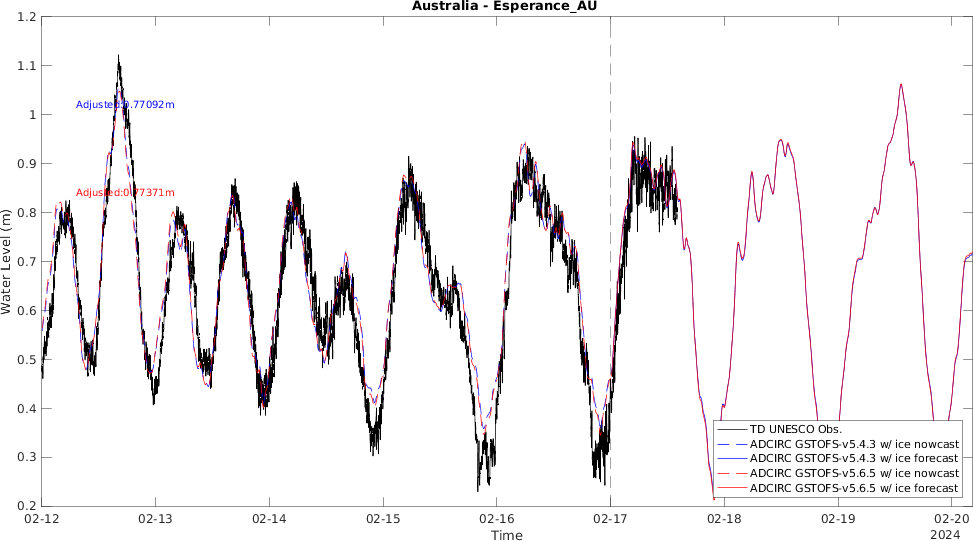 Australia - Esperance_AU
1.2
1.1
1
0.9
0.8
0.7
0.6
0.5
0.4
0.3
0.2
Water Level (m)
Adjusted:0.77092m
Adjusted:0.77371m
TD UNESCO Obs.
ADCIRC GSTOFS-v5.4.3 w/ ice nowcast
ADCIRC GSTOFS-v5.4.3 w/ ice forecast
ADCIRC GSTOFS-v5.6.5 w/ ice nowcast
ADCIRC GSTOFS-v5.6.5 w/ ice forecast
02-12 02-13 02-14 02-15 02-16 02-17 02-18 02-19 02-20
Time
2024